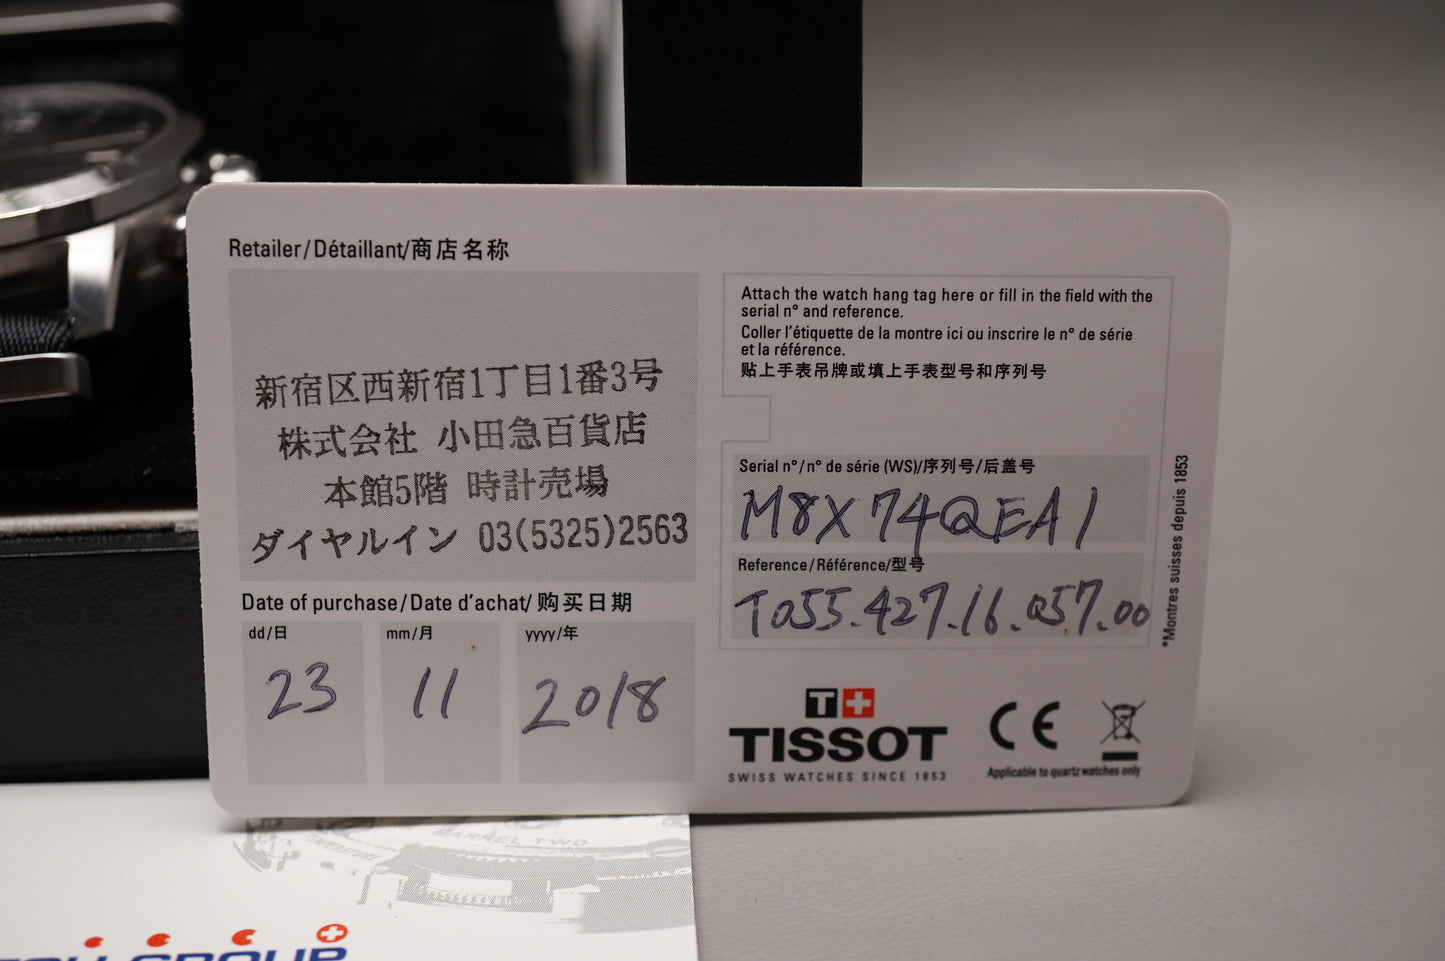 Retailer/Détaillant/商店名称
新宿区西新宿1丁目1番3号
株式会社 小田急百貨店
本館5階 時計売場
ダイヤルイン 03(5325)2563
Date of purchase/Date d'achat/购买日期
dd/日
mm/月
yyyy/年
23
11
2018
Attach the watch hang tag here or fill in the field with the
serial n° and reference.
Coller l'étiquette de la montre ici ou inscrire le n° de série
et la référence.
贴上手表吊牌或填上手表型号和序列号
Serial n°/n° de série (WS)/序列号/后盖号
M8X74QEA1
Reference/Référence/型号
T055.427.16.057.00
*Montres suisses depuis 1853
T+
TISSOT
SWISS WATCHES SINCE 1853
CE
Applicable to quartz watches only
BARREL TWO
GROUP